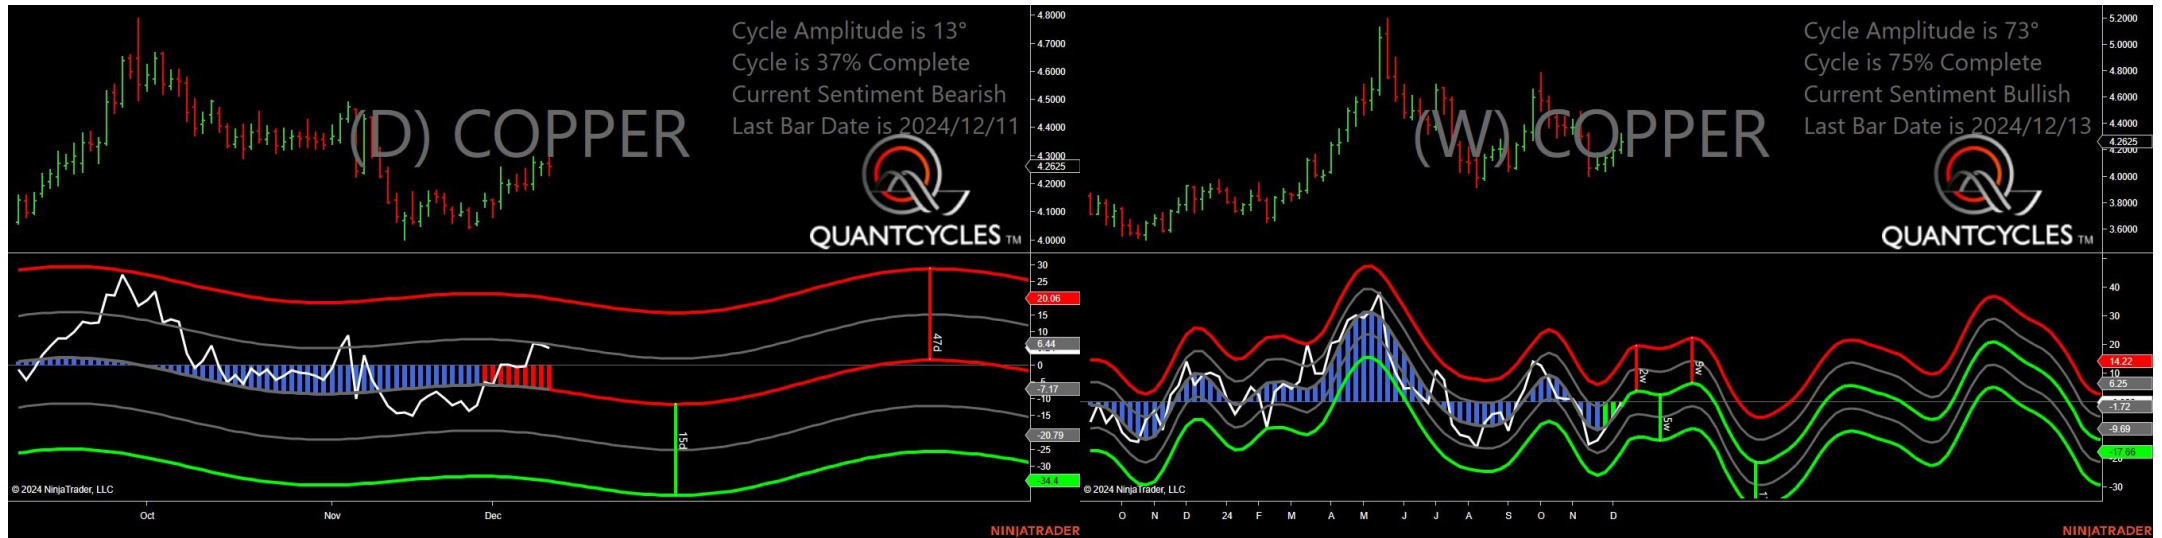 Cycle Amplitude is 13°
Cycle is 37% Complete
Current Sentiment Bearish
Last Bar Date is 2024/12/11
(D) COPPER
QUANTCYCLES TM
4.8000
4.7000
4.6000
4.5000
4.4000
4.3000
4.2625
4.2000
4.1000
4.0000
30
25
20.06
15
10
6.44
0
-7.17
-10
-15
-20.79
-25
-30
-34.4
47d
15d
© 2024 NinjaTrader, LLC
Oct Nov Dec
NINJATRADER
Cycle Amplitude is 73°
Cycle is 75% Complete
Current Sentiment Bullish
Last Bar Date is 2024/12/13
(W) COPPER
QUANTCYCLES TM
5.2000
5.0000
4.8000
4.6000
4.4000
4.2625
4.2000
4.0000
3.8000
3.6000
40
30
20
14.22
10
6.25
-1.72
-9.69
-17.66
-20
-30
2w
5w
9w
© 2024 NinjaTrader, LLC
O N D 24 F M A M J J A S O N D
NINJATRADER